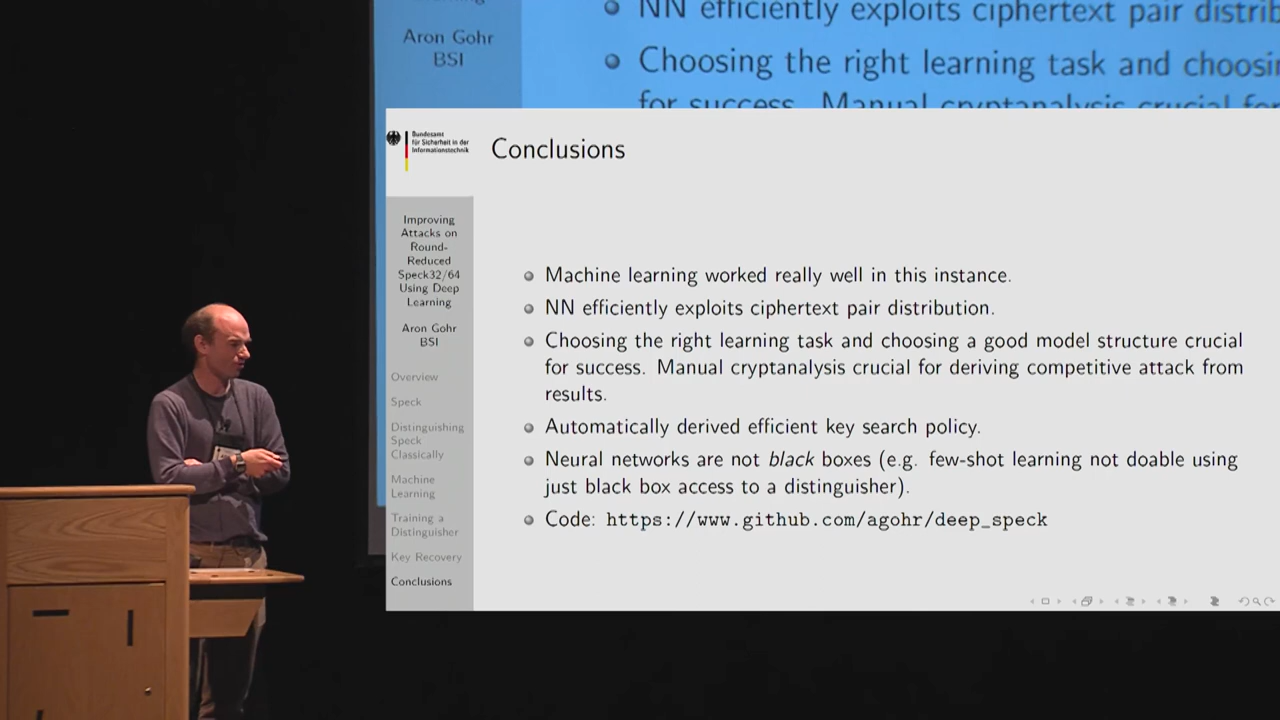 NN efficiently exploits ciphertext pair
Aron Gohr
BSI
Choosing the right learning task and
for success. Manual cryptanalysis crucial
Bundesamt
für Sicherheit in der
Informationstechnik
Conclusions
Improving
Attacks on
Round-
Reduced
Speck32/64
Using Deep
Learning
Aron Gohr
BSI
Overview
Speck
Distinguishing
Speck
Classically
Machine
Learning
Training a
Distinguisher
Key Recovery
Conclusions
Machine learning worked really well in this instance.
NN efficiently exploits ciphertext pair distribution.
Choosing the right learning task and choosing a good model structure crucial
for success. Manual cryptanalysis crucial for deriving competitive attack from
results.
Automatically derived efficient key search policy.
Neural networks are not black boxes (e.g. few-shot learning not doable using
just black box access to a distinguisher).
Code: https://www.github.com/agohr/deep_speck